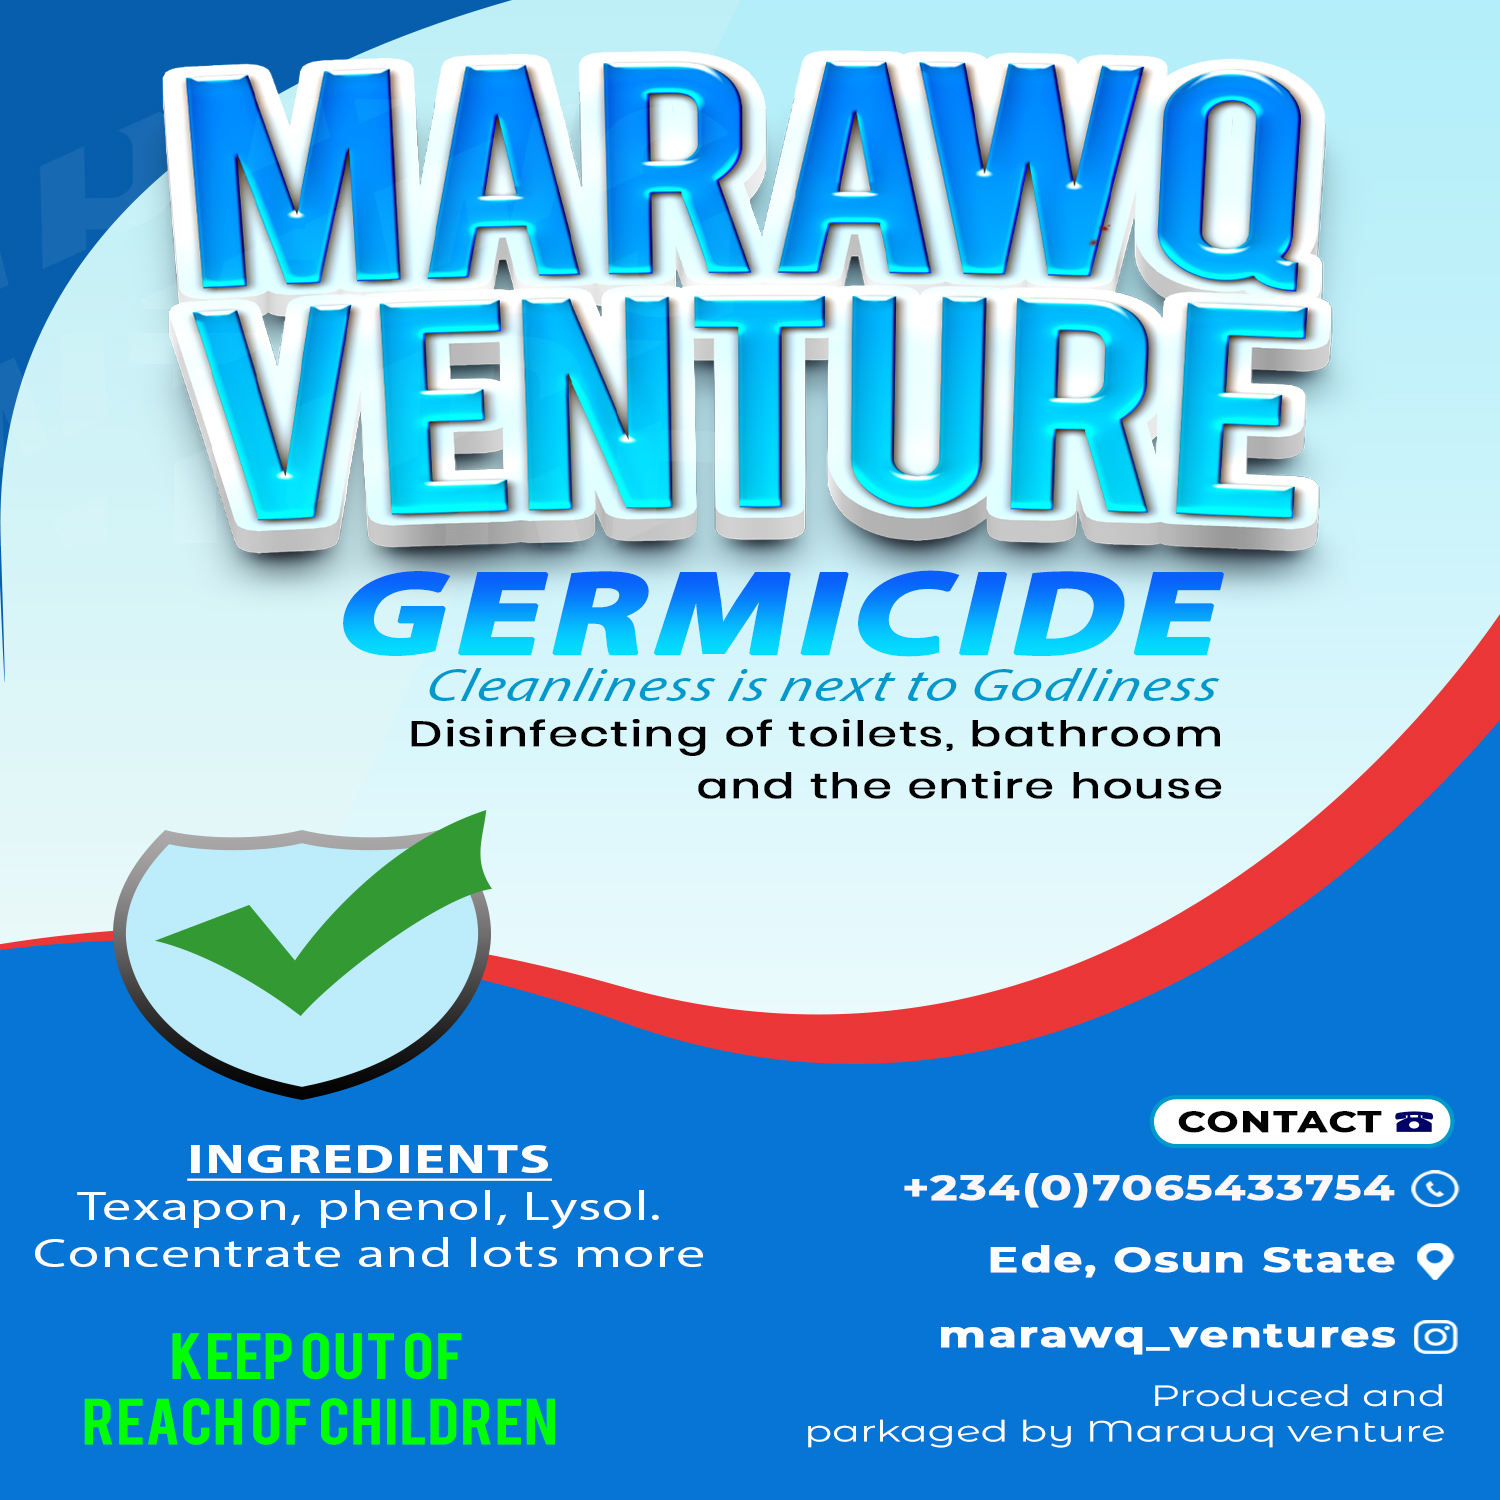 MARAWQ
VENTURE
GERMICIDE
Cleanliness is next to Godliness
Disinfecting of toilets, bathroom
and the entire house
INGREDIENTS
Texapon, phenol, Lysol.
Concentrate and lots more
KEEP OUT OF
REACH OF CHILDREN
CONTACT
+234(0)7065433754
Ede, Osun State
marawq_ventures
Produced and
parkaged by Marawq venture